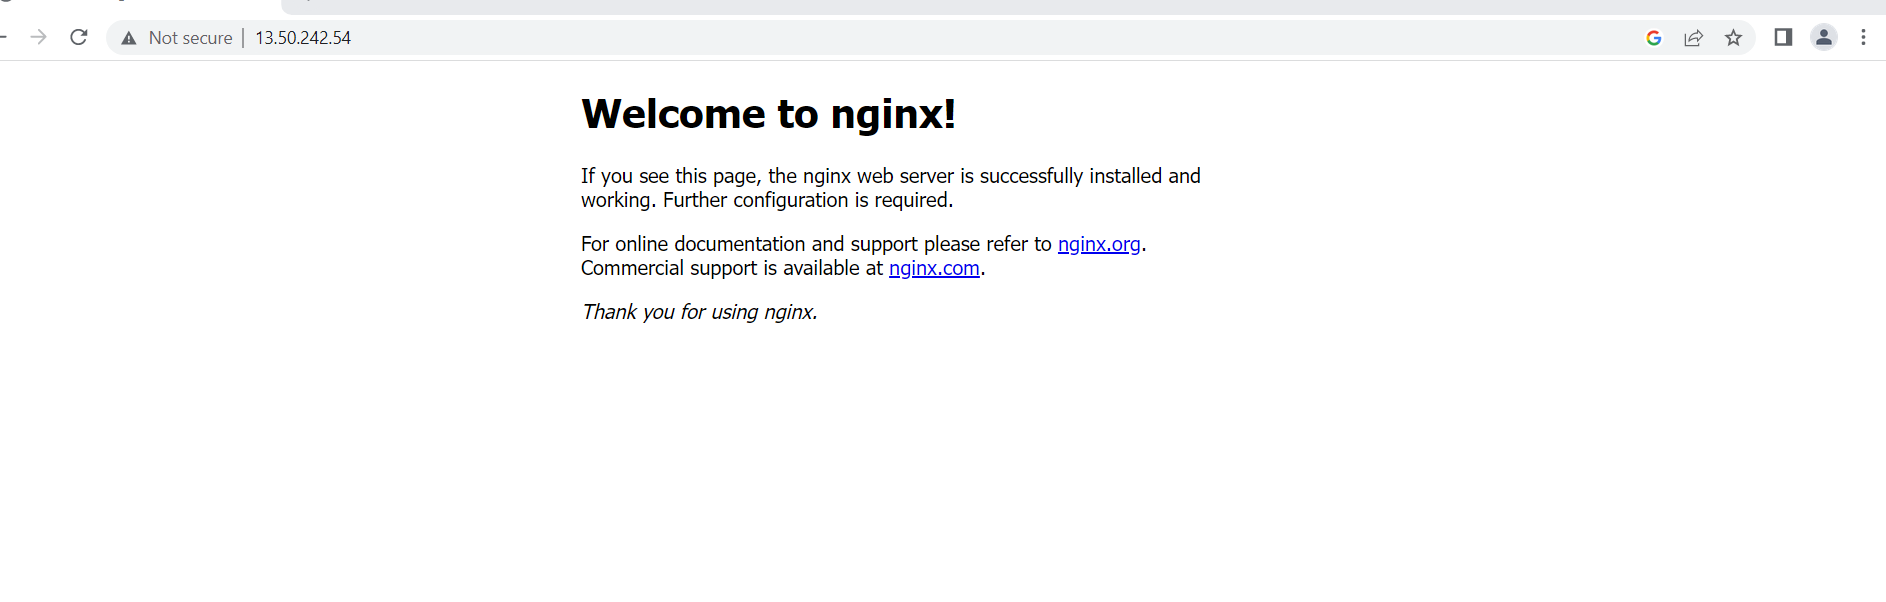 Not secure | 13.50.242.54
Welcome to nginx!
If you see this page, the nginx web server is successfully installed and
working. Further configuration is required.
For online documentation and support please refer to nginx.org.
Commercial support is available at nginx.com.
Thank you for using nginx.